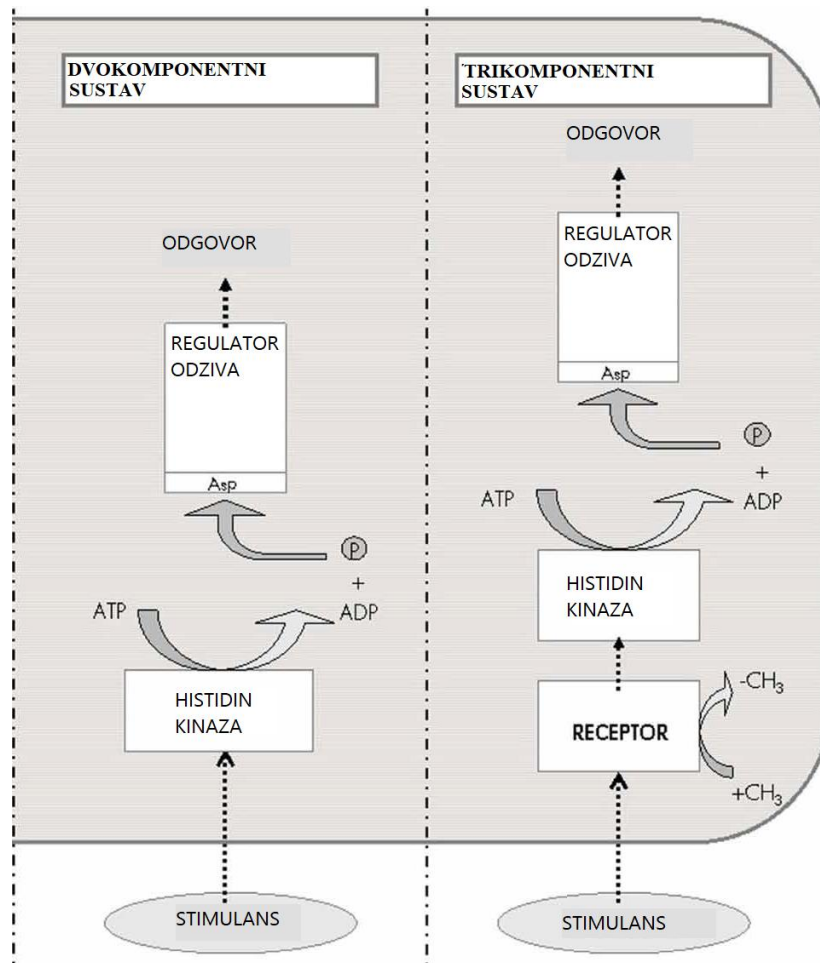 DVOKOMPONENTNI
SUSTAV
ODGOVOR
REGULATOR
ODZIVA
Asp
P
+
ATP
ADP
HISTIDIN
KINAZA
STIMULANS
TRIKOMPONENTNI
SUSTAV
ODGOVOR
REGULATOR
ODZIVA
Asp
P
+
ATP
ADP
HISTIDIN
KINAZA
-CH₃
RECEPTOR
+CH₃
STIMULANS